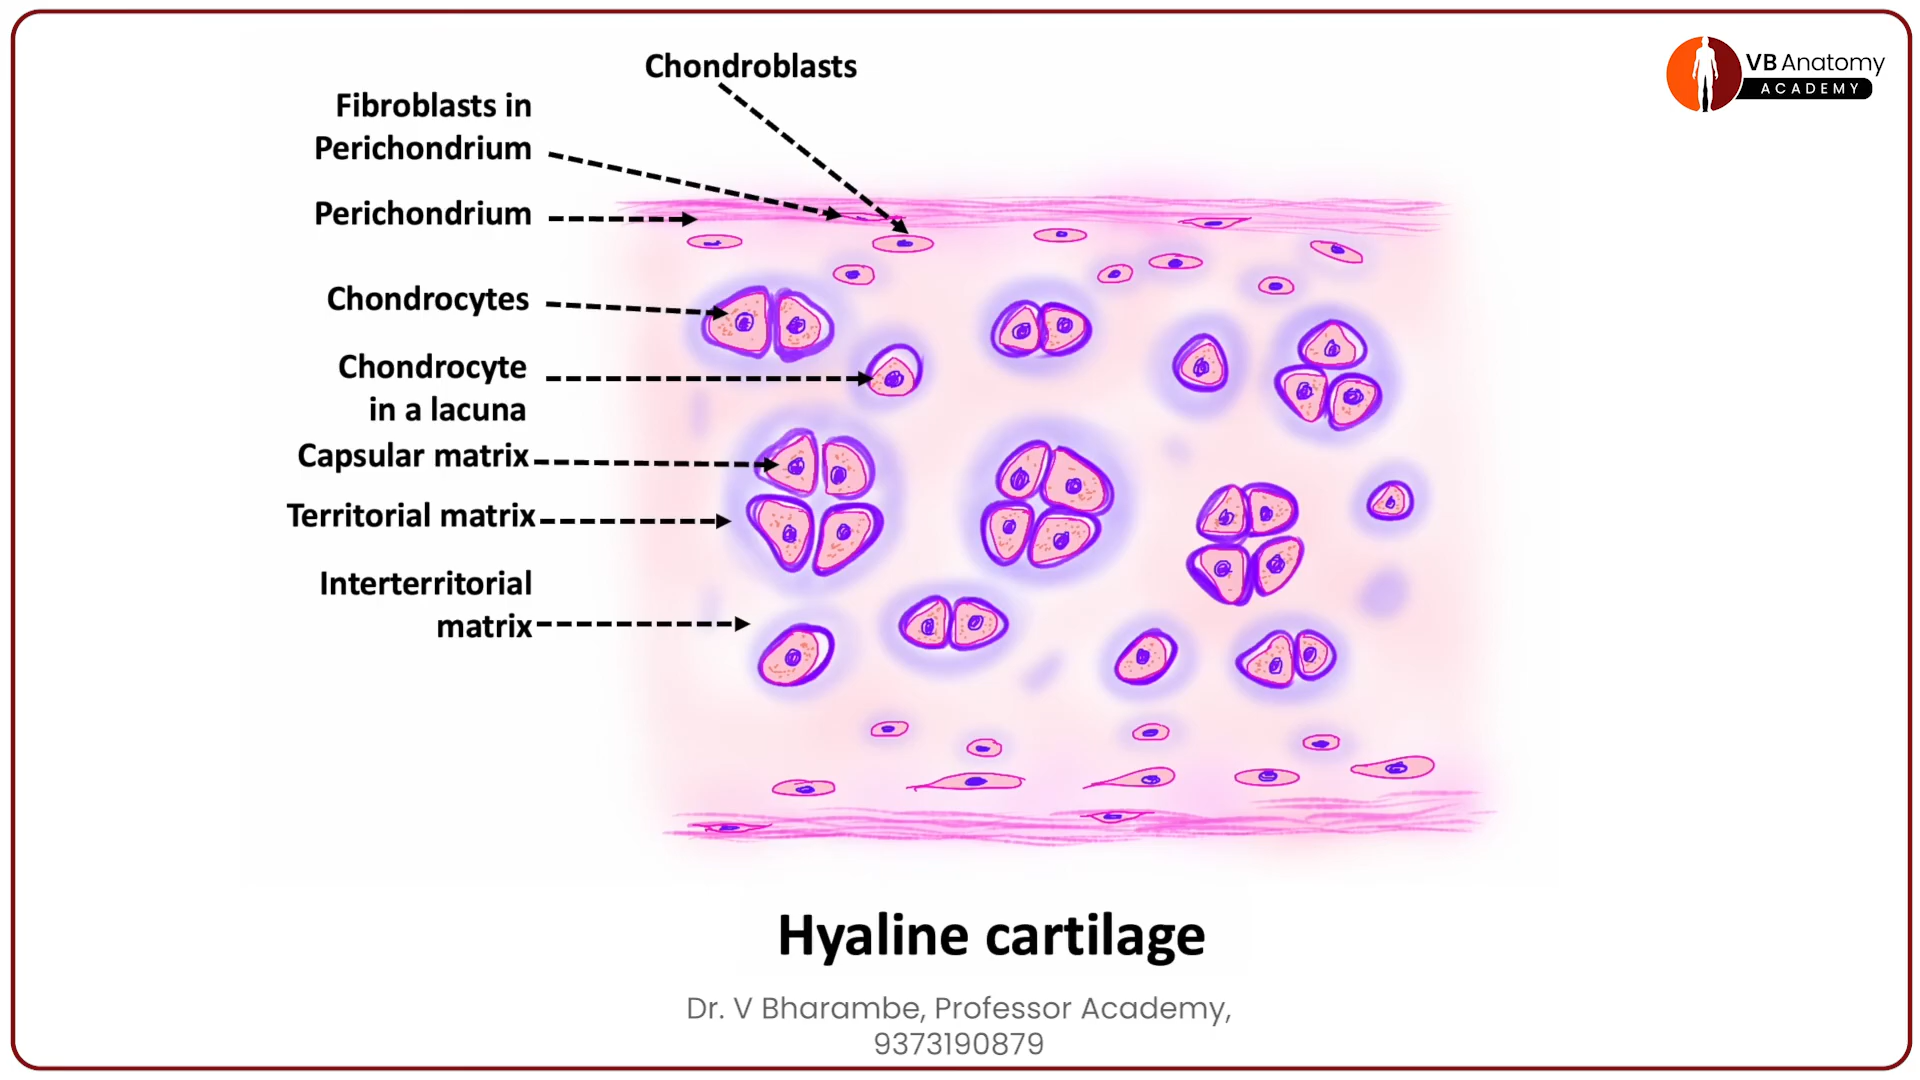 Chondroblasts
VB Anatomy
ACADEMY
Fibroblasts in
Perichondrium
Perichondrium
Chondrocytes
Chondrocyte
in a lacuna
Capsular matrix
Territorial matrix
Interterritorial
matrix
Hyaline cartilage
Dr. V Bharambe, Professor Academy,
9373190879